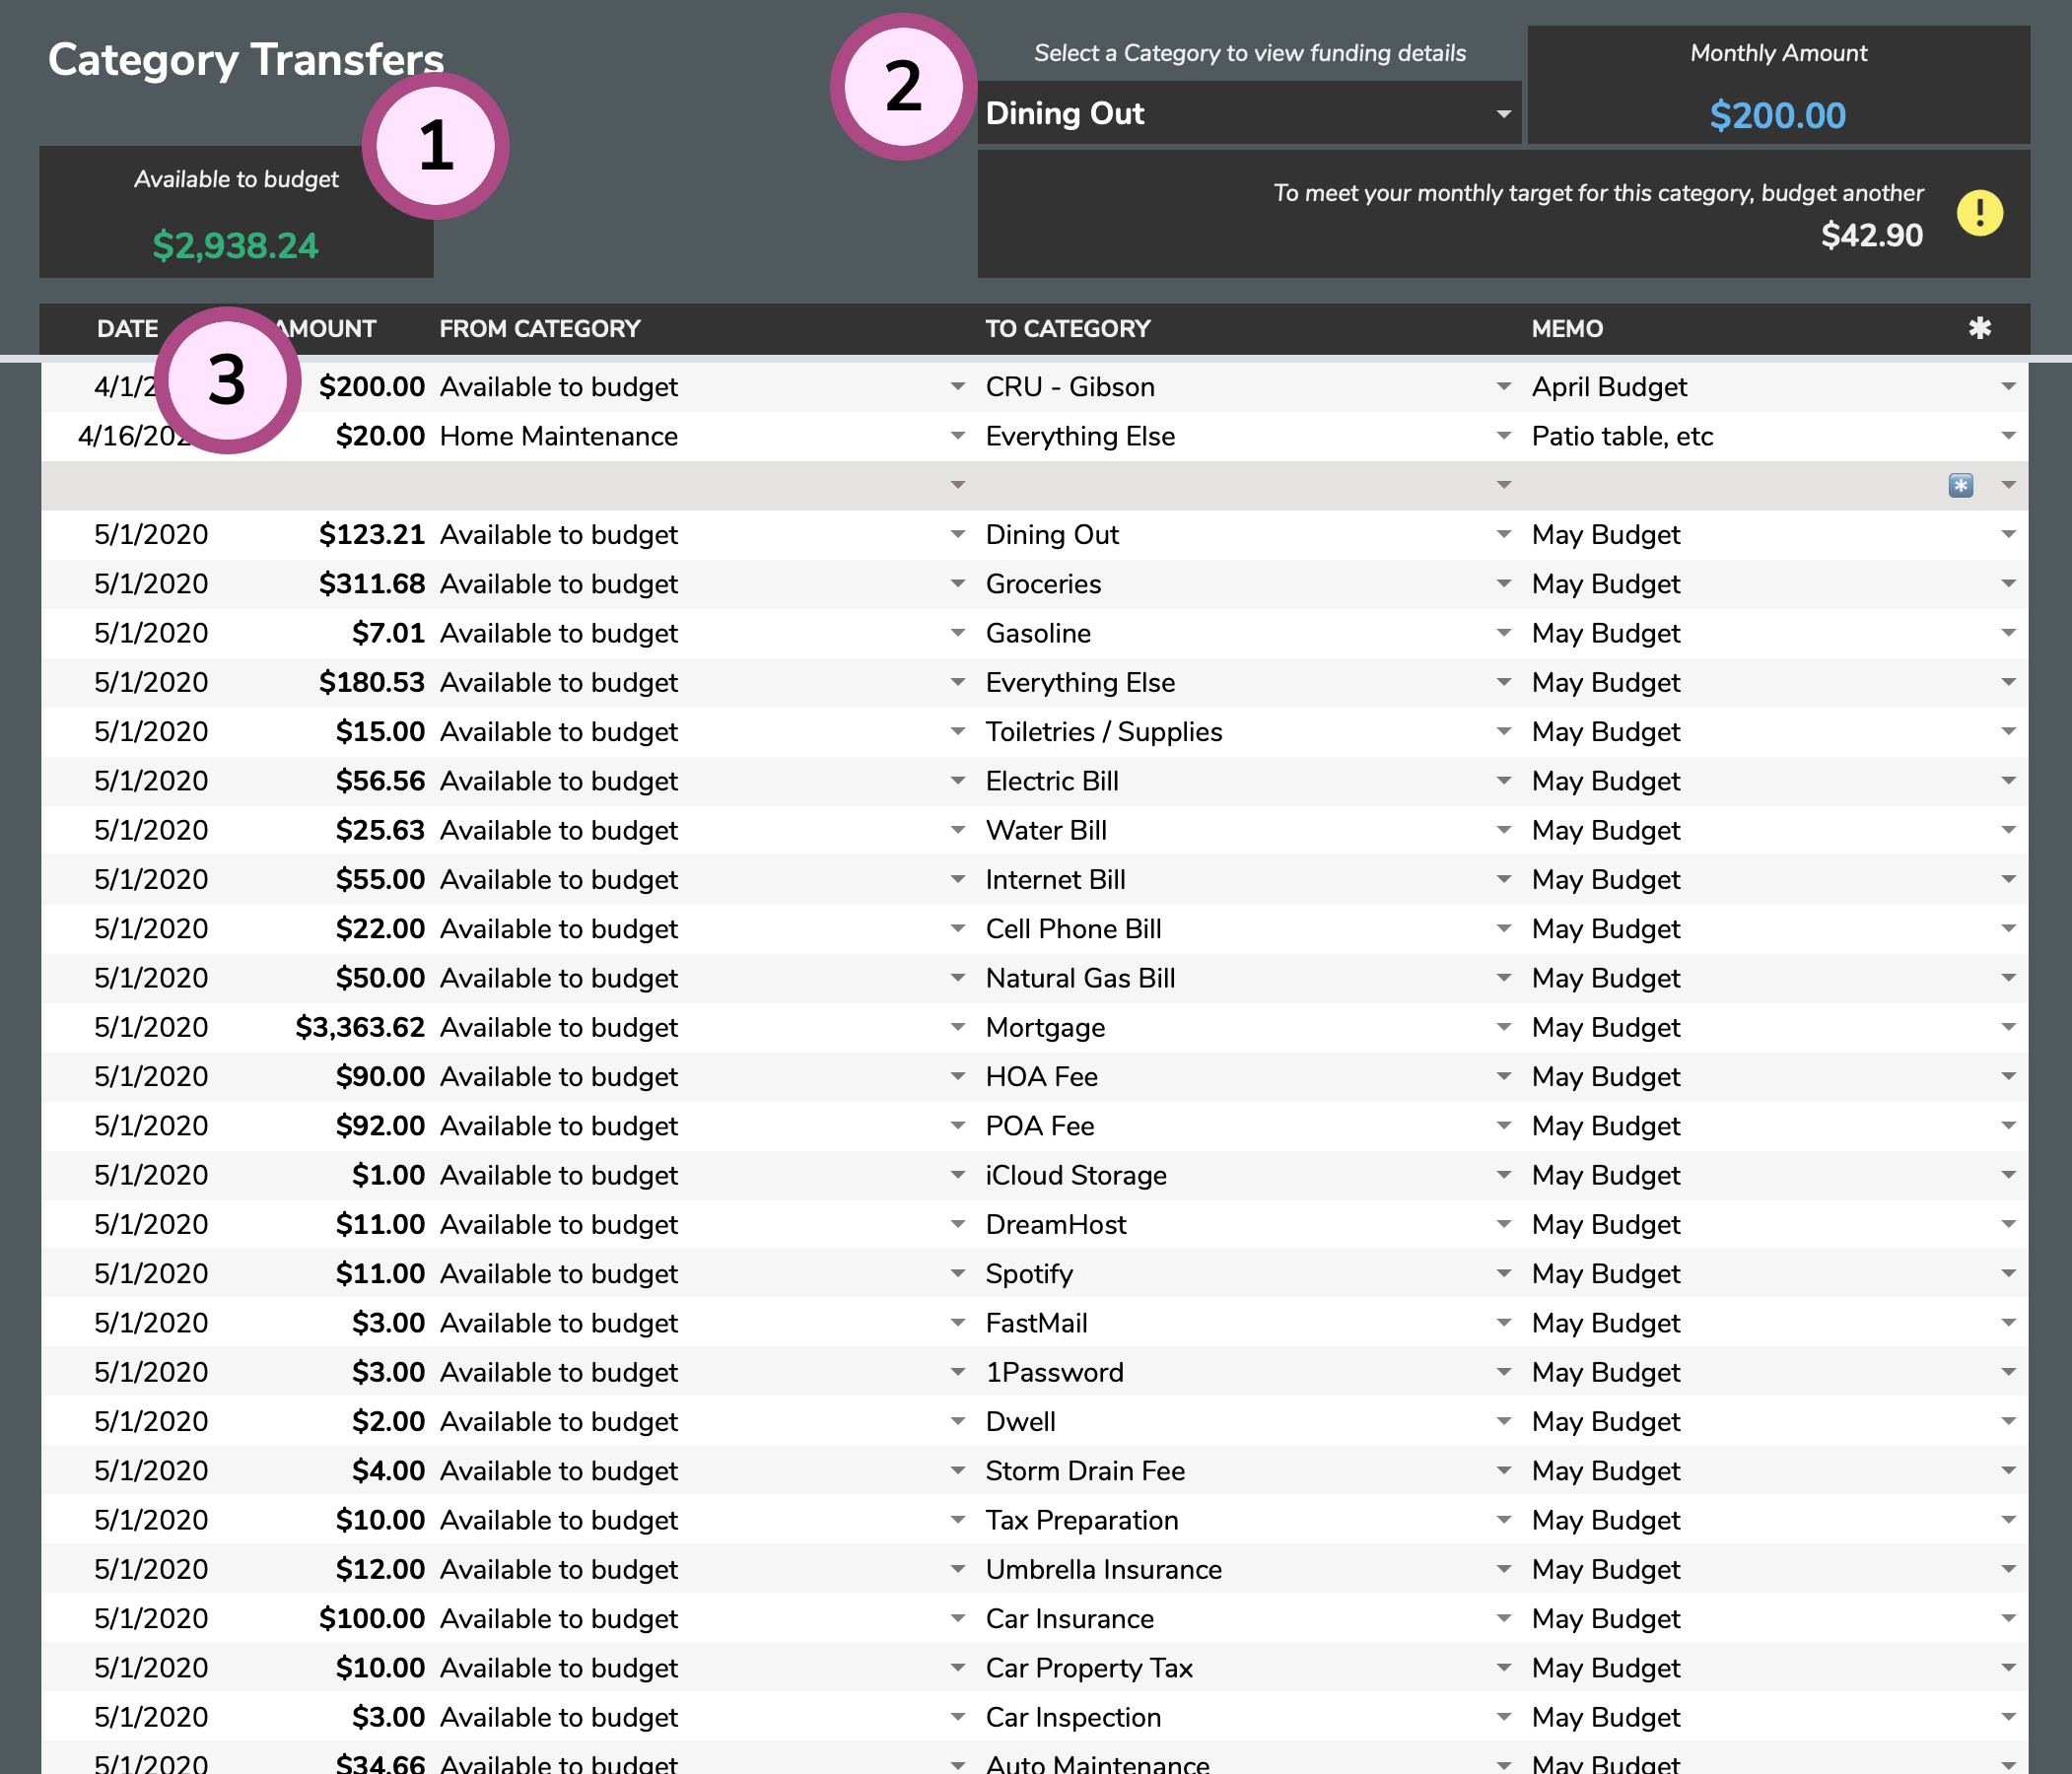 Category Transfers
1
Available to budget
$2,938.24
2
Select a Category to view funding details
Dining Out
Monthly Amount
$200.00
To meet your monthly target for this category, budget another
$42.90
!
DATE AMOUNT FROM CATEGORY TO CATEGORY MEMO ✱
3
4/1/2 $200.00 Available to budget CRU - Gibson April Budget
4/16/202 $20.00 Home Maintenance Everything Else Patio table, etc
*
5/1/2020 $123.21 Available to budget Dining Out May Budget
5/1/2020 $311.68 Available to budget Groceries May Budget
5/1/2020 $7.01 Available to budget Gasoline May Budget
5/1/2020 $180.53 Available to budget Everything Else May Budget
5/1/2020 $15.00 Available to budget Toiletries / Supplies May Budget
5/1/2020 $56.56 Available to budget Electric Bill May Budget
5/1/2020 $25.63 Available to budget Water Bill May Budget
5/1/2020 $55.00 Available to budget Internet Bill May Budget
5/1/2020 $22.00 Available to budget Cell Phone Bill May Budget
5/1/2020 $50.00 Available to budget Natural Gas Bill May Budget
5/1/2020 $3,363.62 Available to budget Mortgage May Budget
5/1/2020 $90.00 Available to budget HOA Fee May Budget
5/1/2020 $92.00 Available to budget POA Fee May Budget
5/1/2020 $1.00 Available to budget iCloud Storage May Budget
5/1/2020 $11.00 Available to budget DreamHost May Budget
5/1/2020 $11.00 Available to budget Spotify May Budget
5/1/2020 $3.00 Available to budget FastMail May Budget
5/1/2020 $3.00 Available to budget 1Password May Budget
5/1/2020 $2.00 Available to budget Dwell May Budget
5/1/2020 $4.00 Available to budget Storm Drain Fee May Budget
5/1/2020 $10.00 Available to budget Tax Preparation May Budget
5/1/2020 $12.00 Available to budget Umbrella Insurance May Budget
5/1/2020 $100.00 Available to budget Car Insurance May Budget
5/1/2020 $10.00 Available to budget Car Property Tax May Budget
5/1/2020 $3.00 Available to budget Car Inspection May Budget
5/1/2020 $34.66 Available to budget Auto Maintenance May Budget